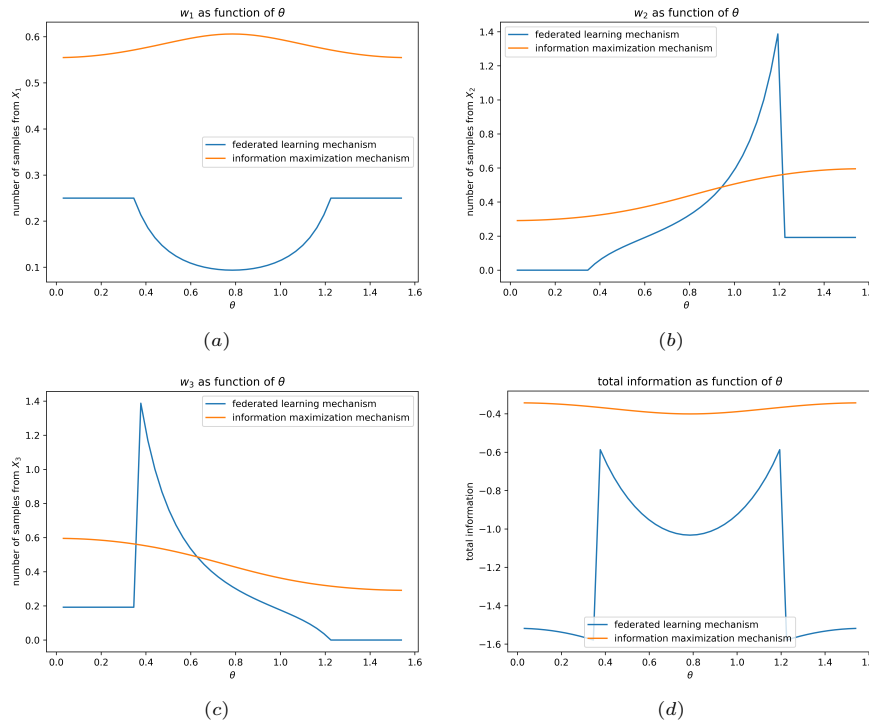 w₁ as function of θ
number of samples from X₁
0.6
0.5
0.4
0.3
0.2
0.1
federated learning mechanism
information maximization mechanism
0.0 0.2 0.4 0.6 0.8 1.0 1.2 1.4 1.6
θ
(a)
w₂ as function of θ
number of samples from X₂
1.4
1.2
1.0
0.8
0.6
0.4
0.2
0.0
federated learning mechanism
information maximization mechanism
0.0 0.2 0.4 0.6 0.8 1.0 1.2 1.4 1.
θ
(b)
w₃ as function of θ
number of samples from X₃
1.4
1.2
1.0
0.8
0.6
0.4
0.2
0.0
federated learning mechanism
information maximization mechanism
0.0 0.2 0.4 0.6 0.8 1.0 1.2 1.4 1.6
θ
(c)
total information as function of θ
total information
−0.4
−0.6
−0.8
−1.0
−1.2
−1.4
−1.6
federated learning mechanism
information maximization mechanism
0.0 0.2 0.4 0.6 0.8 1.0 1.2 1.4 1.
θ
(d)